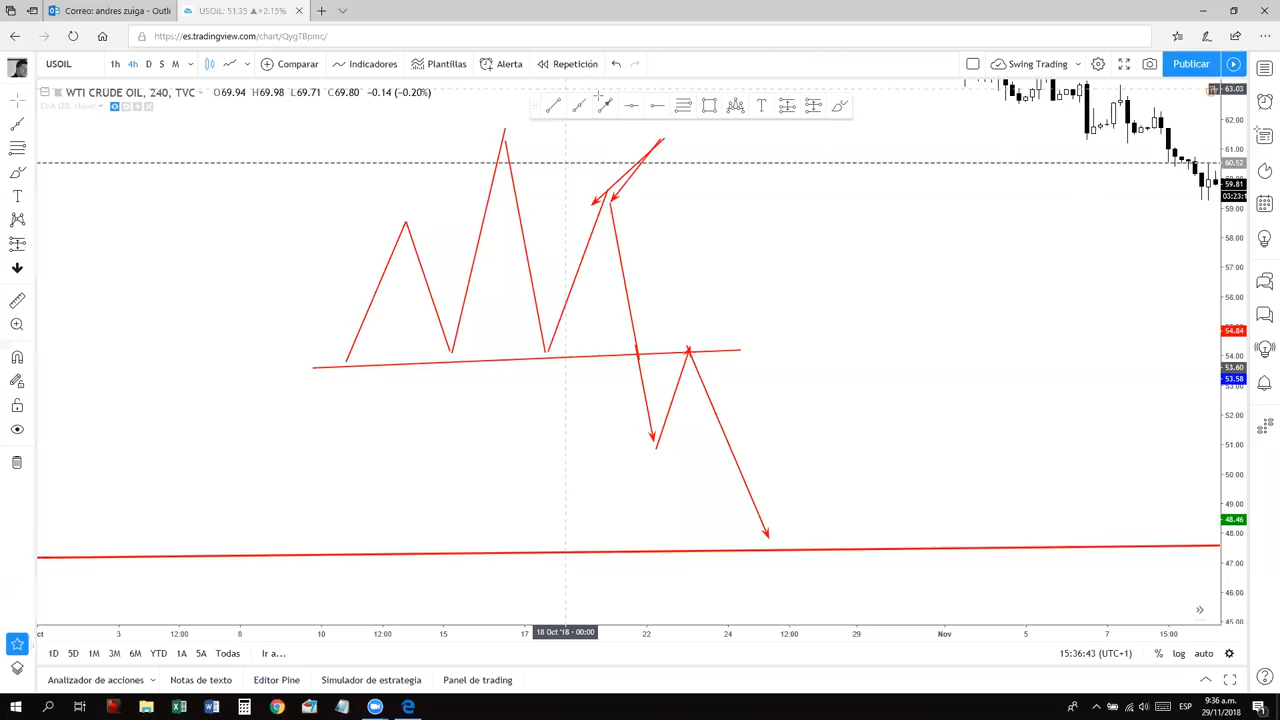 Correo: andres zuiga - Outl
USOIL: 51.35 ▲+2.15%
https://es.tradingview.com/chart/QygTBpmc/
USOIL
1h
4h
D
S
M
Comparar
Indicadores
Plantillas
Alerta
Repetición
Swing Trading
Publicar
WTI CRUDE OIL, 240, TVC
O69.94 H69.98 L69.71 C69.80 −0.14 (−0.20%)
63.03
62.00
61.00
60.52
59.81
03:23:1
59.00
58.00
57.00
56.00
54.84
54.00
53.60
53.58
53.00
52.00
51.00
50.00
49.00
48.46
48.00
47.00
46.00
45.00
ct
3
12:00
8
10
12:00
15
17
18 Oct '18 - 00:00
22
24
12:00
29
Nov
5
7
15:00
1D 5D 1M 3M 6M YTD 1A 5A Todas
Ir a...
15:36:43 (UTC+1)
%
log
auto
Analizador de acciones
Notas de texto
Editor Pine
Simulador de estrategia
Panel de trading
ESP
9:36 a.m.
29/11/2018